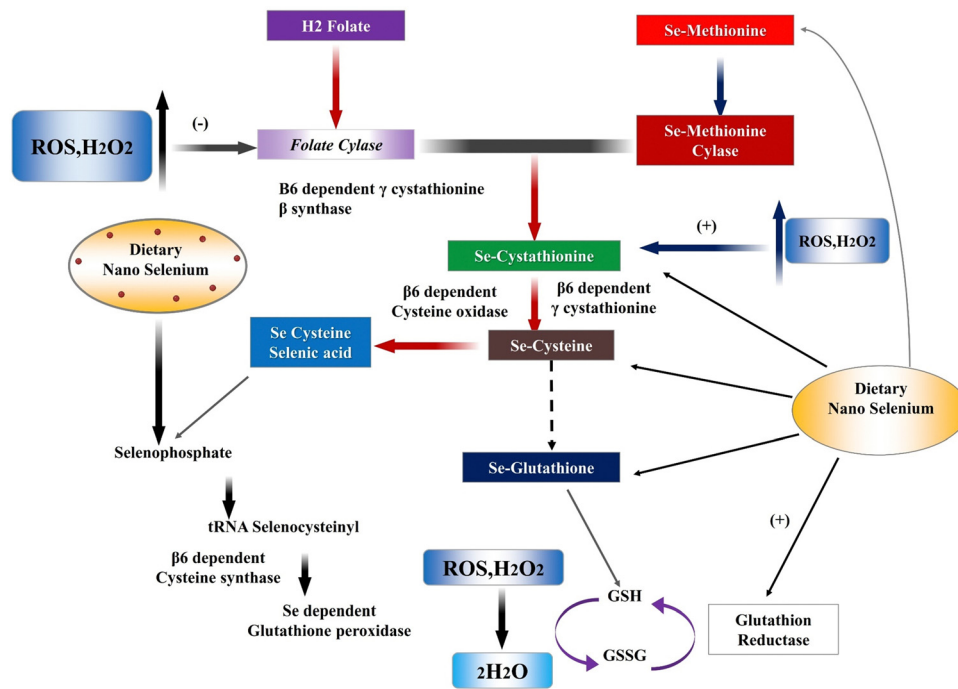 H2 Folate
Se-Methionine
ROS,H2O2
(-)
Folate Cylase
Se-Methionine
Cylase
B6 dependent γ cystathionine
β synthase
(+)
ROS,H2O2
Dietary
Nano Selenium
Se-Cystathionine
β6 dependent
Cysteine oxidase
β6 dependent
γ cystathionine
Se Cysteine
Selenic acid
Se-Cysteine
Dietary
Nano Selenium
Selenophosphate
Se-Glutathione
(+)
tRNA Selenocysteinyl
β6 dependent
Cysteine synthase
ROS,H2O2
GSH
Se dependent
Glutathione peroxidase
Glutathion
Reductase
GSSG
2H2O